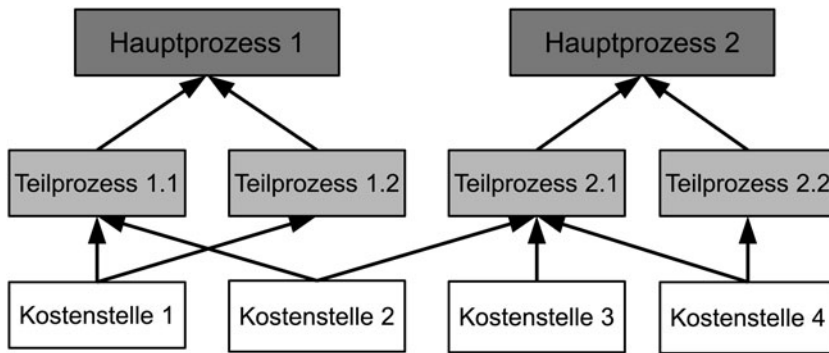 Hauptprozess 1
Hauptprozess 2
Teilprozess 1.1
Teilprozess 1.2
Teilprozess 2.1
Teilprozess 2.2
Kostenstelle 1
Kostenstelle 2
Kostenstelle 3
Kostenstelle 4